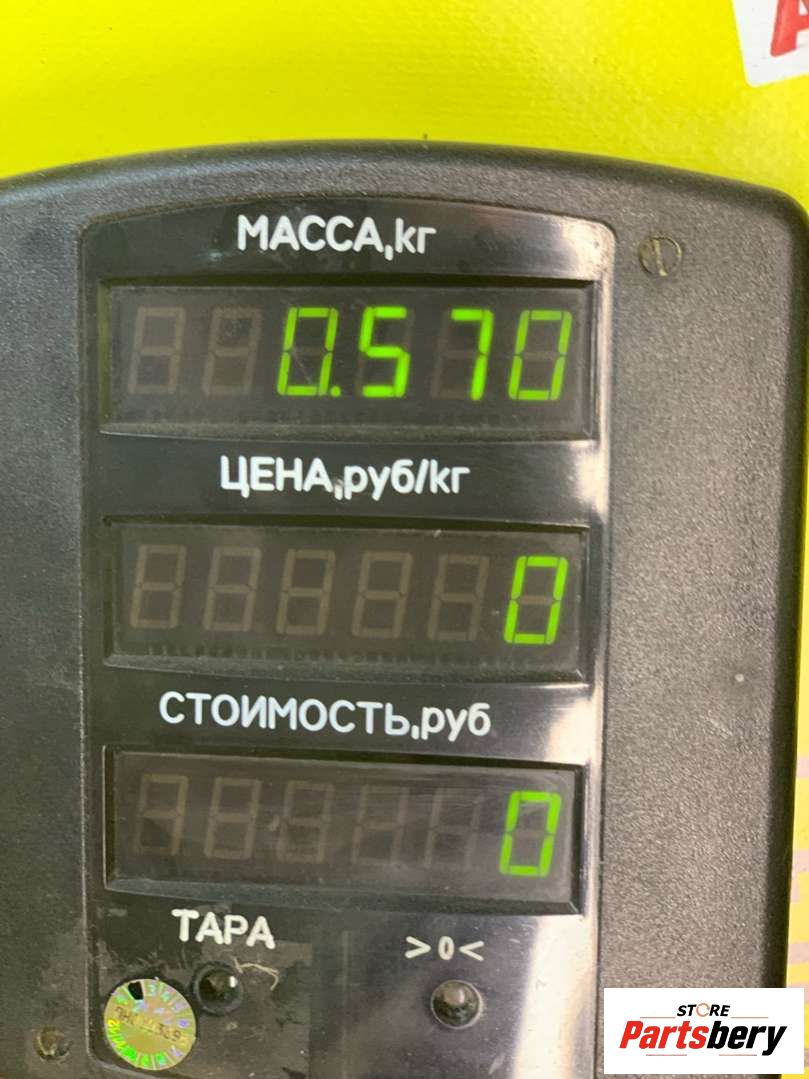 МАССА,кг
0.570
ЦЕНА,руб/кг
0
СТОИМОСТЬ,руб
0
ТАРА
>0<
STORE
Partsbery